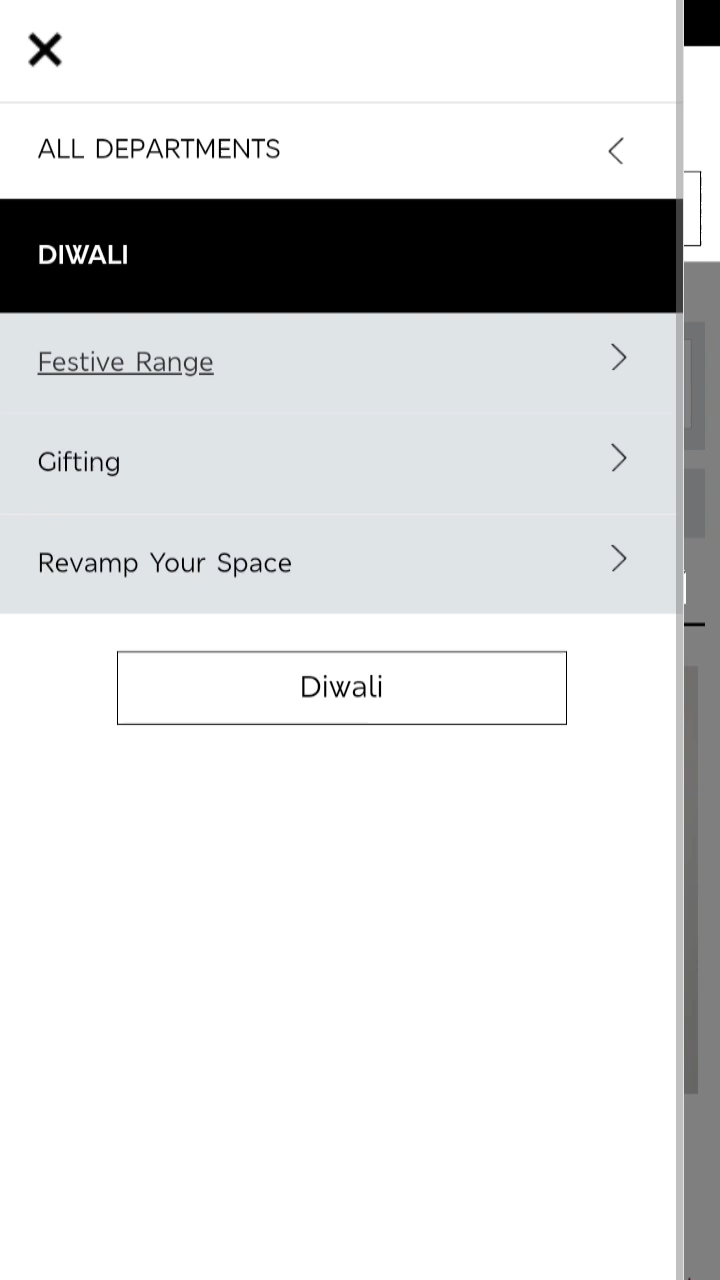 ALL DEPARTMENTS
DIWALI
Festive Range
Gifting
Revamp Your Space
Diwali